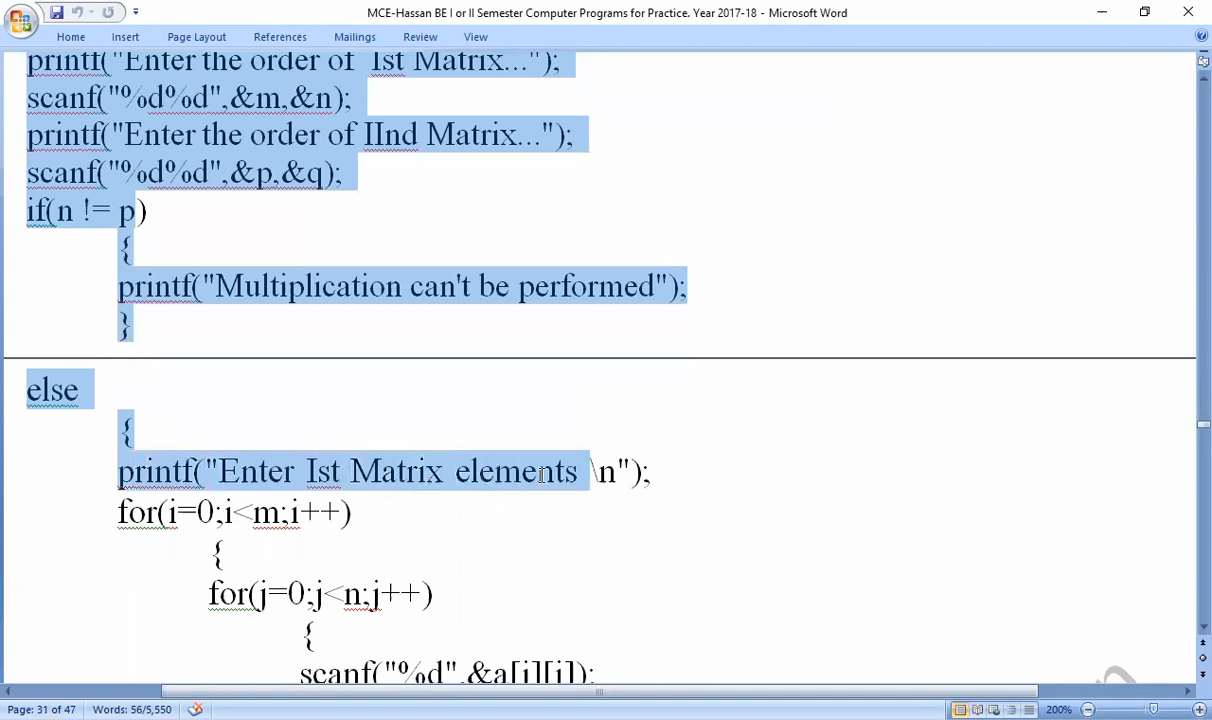 MCE-Hassan BE I or II Semester Computer Programs for Practice. Year 2017-18 - Microsoft Word
Home Insert Page Layout References Mailings Review View
printf("Enter the order of Ist Matrix...");
scanf("%d%d",&m,&n);
printf("Enter the order of IInd Matrix...");
scanf("%d%d",&p,&q);
if(n != p)
{
printf("Multiplication can't be performed");
}
else
{
printf("Enter Ist Matrix elements \n");
for(i=0;i<m;i++)
{
for(j=0;j<n;j++)
{
scanf("%d",&a[i][j]);
Page: 31 of 47 Words: 56/5,550 200%